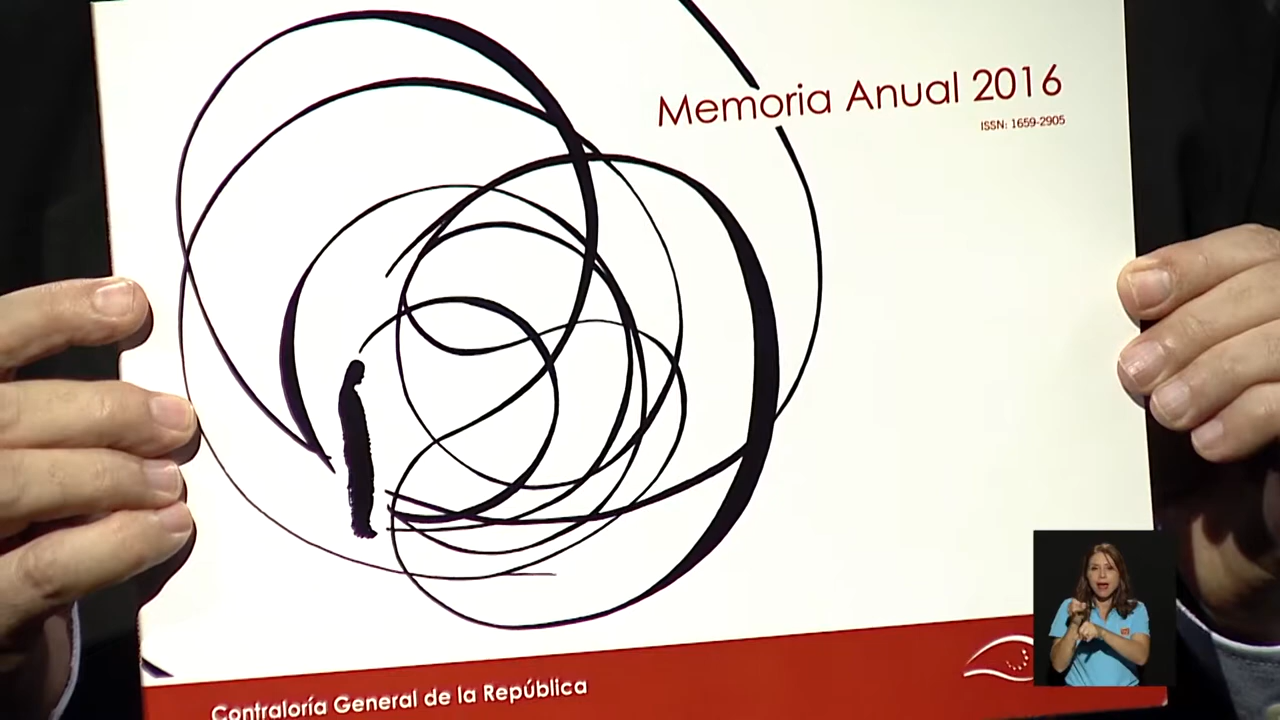 Memoria Anual 2016
ISSN: 1659-2905
Contraloría General de la República